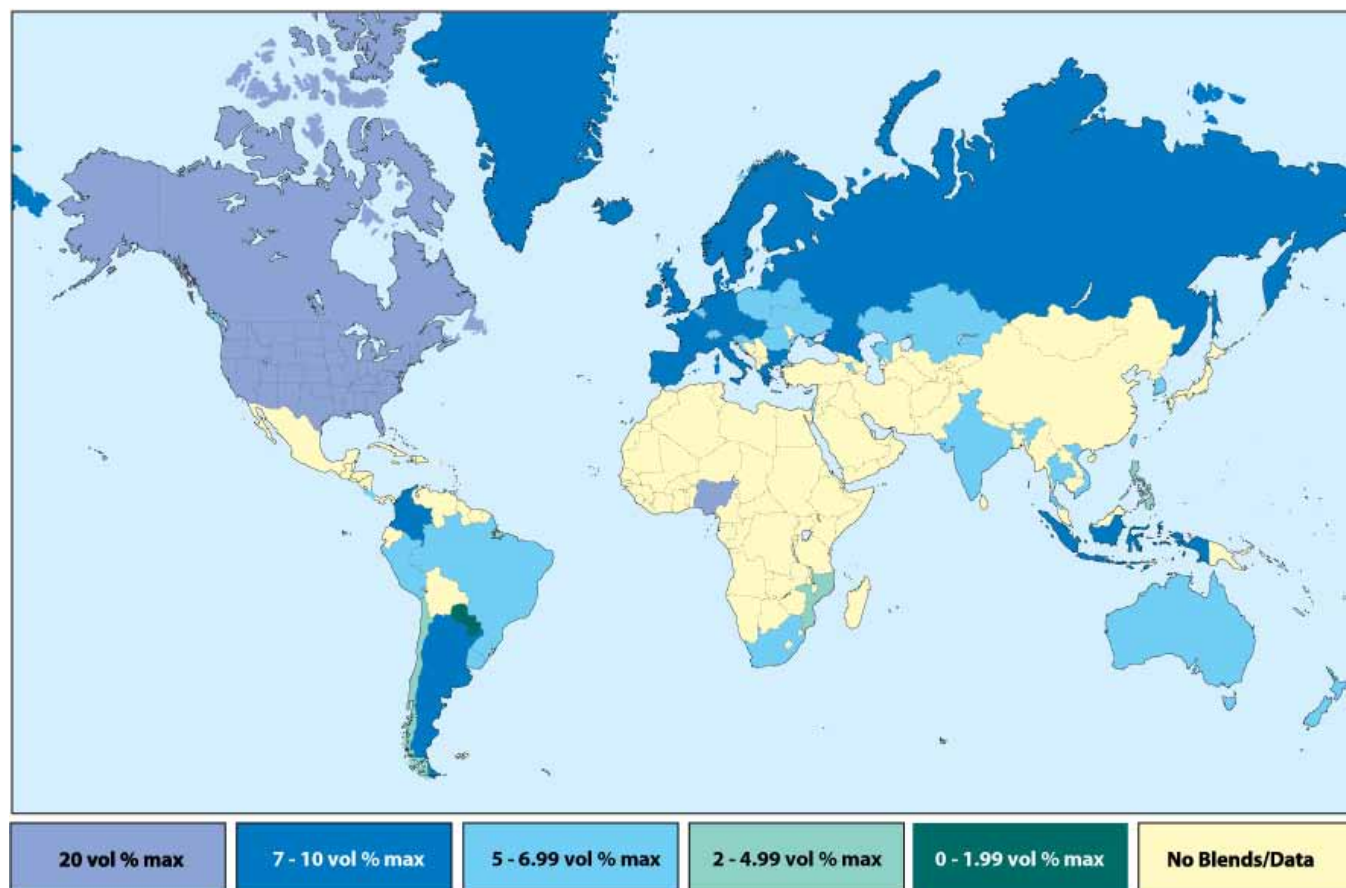 20 vol % max
7 - 10 vol % max
5 - 6.99 vol % max
2 - 4.99 vol % max
0 - 1.99 vol % max
No Blends/Data